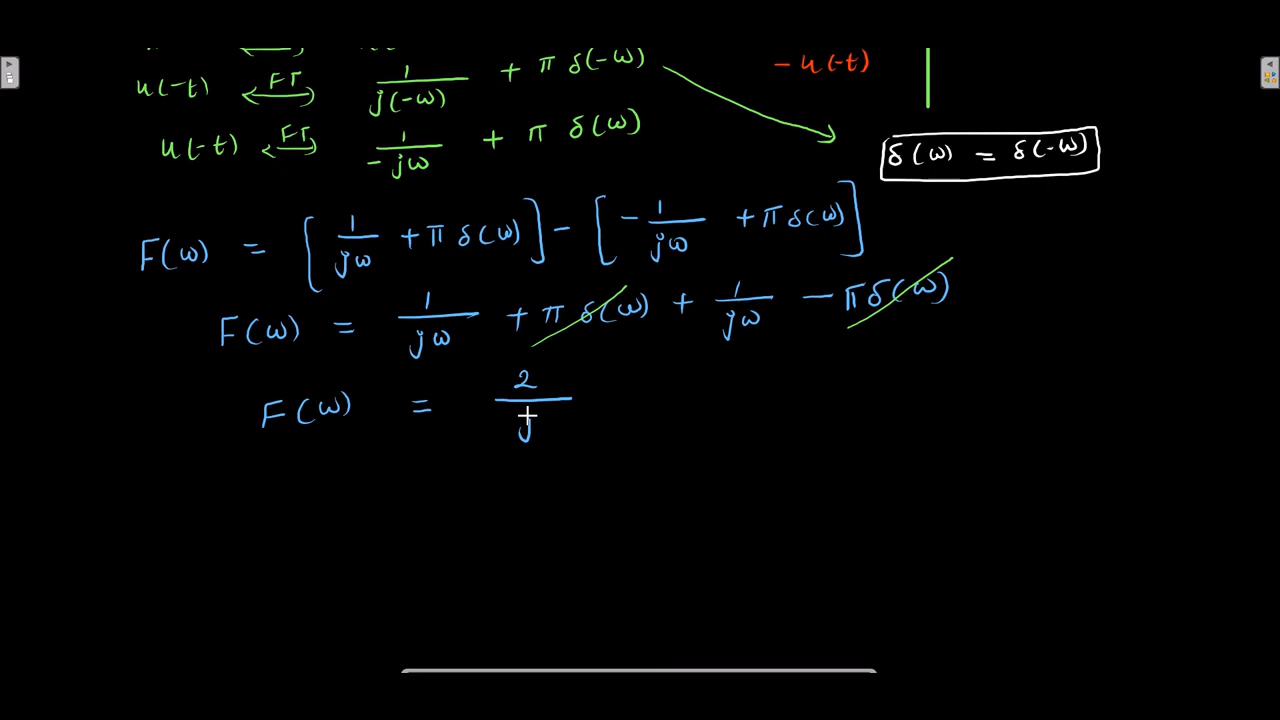 u(-t) ⟷FT 1/j(-ω) + π δ(-ω)
- u(-t)
u(-t) ⟷FT 1/-jω + π δ(ω)
δ(ω) = δ(-ω)
F(ω) = [1/jω + π δ(ω)] - [-1/jω + π δ(ω)]
F(ω) = 1/jω + π δ(ω) + 1/jω - π δ(ω)
F(ω) = 2/j